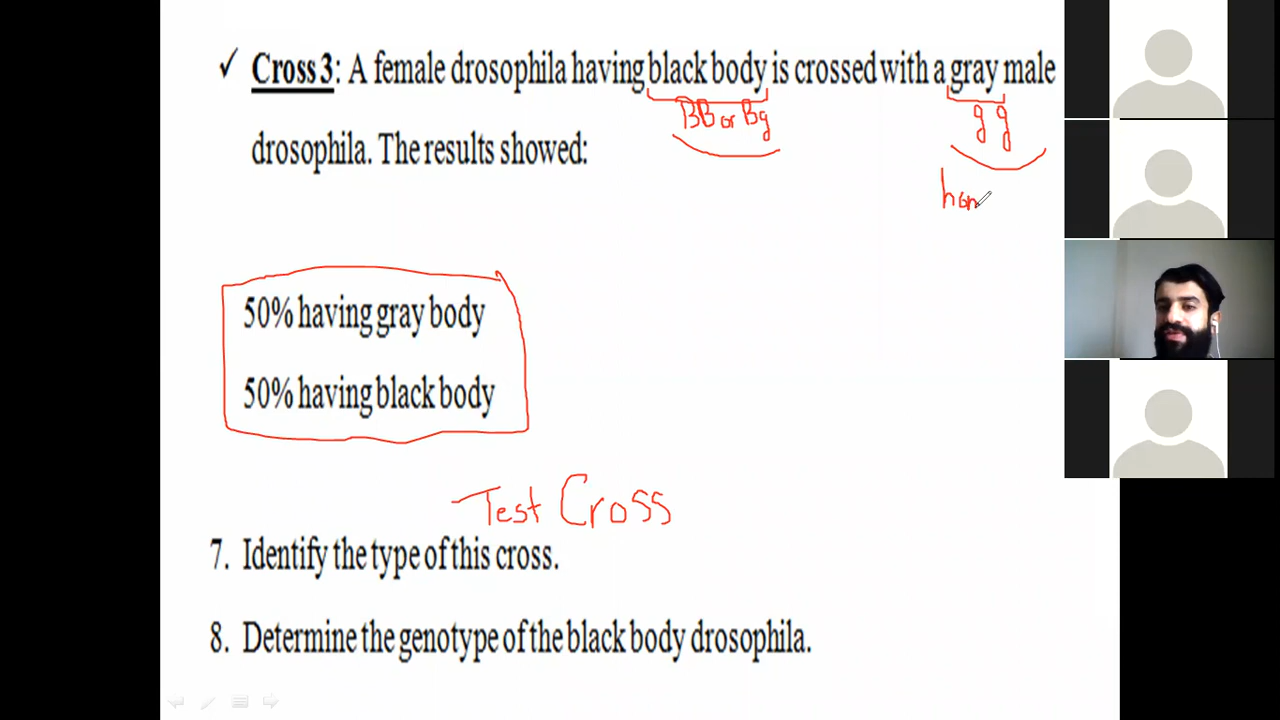 ✓ Cross 3: A female drosophila having black body is crossed with a gray male
BB or Bg
gg
drosophila. The results showed:
hom
50% having gray body
50% having black body
Test Cross
7. Identify the type of this cross.
8. Determine the genotype of the black body drosophila.